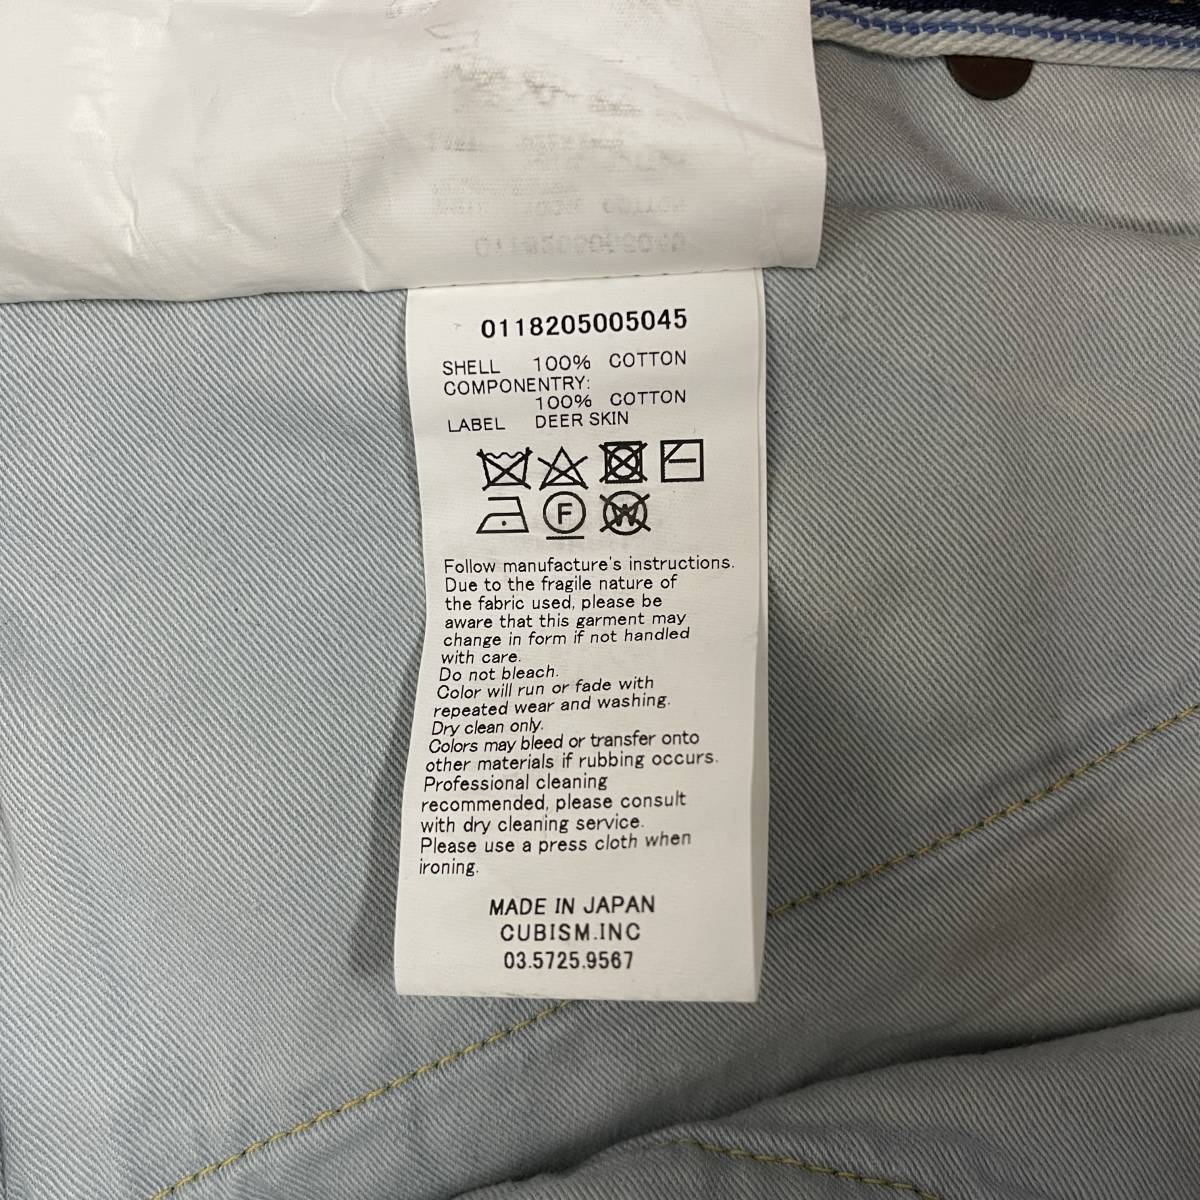 0118205005045
SHELL 100% COTTON
COMPONENTRY:
100% COTTON
LABEL DEER SKIN
F W
Follow manufacture's instructions.
Due to the fragile nature of
the fabric used, please be
aware that this garment may
change in form if not handled
with care.
Do not bleach.
Color will run or fade with
repeated wear and washing.
Dry clean only.
Colors may bleed or transfer onto
other materials if rubbing occurs.
Professional cleaning
recommended, please consult
with dry cleaning service.
Please use a press cloth when
ironing.
MADE IN JAPAN
CUBISM.INC
03.5725.9567